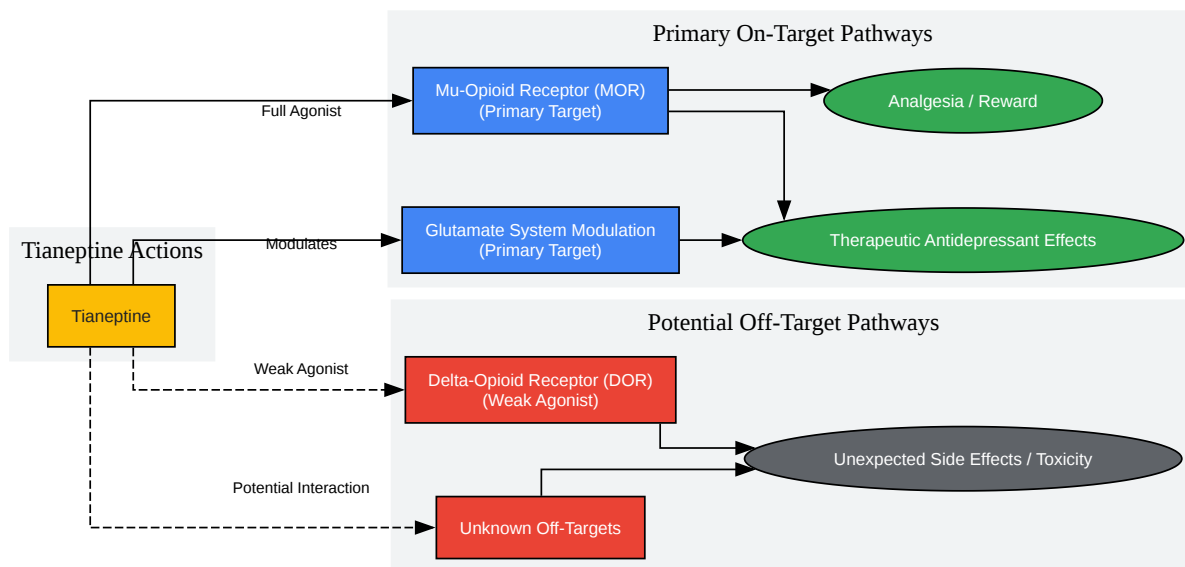 Primary On-Target Pathways
Mu-Opioid Receptor (MOR)
(Primary Target)
Analgesia / Reward
Full Agonist
Glutamate System Modulation
(Primary Target)
Therapeutic Antidepressant Effects
Modulates
Tianeptine Actions
Tianeptine
Potential Off-Target Pathways
Weak Agonist
Delta-Opioid Receptor (DOR)
(Weak Agonist)
Unexpected Side Effects / Toxicity
Potential Interaction
Unknown Off-Targets